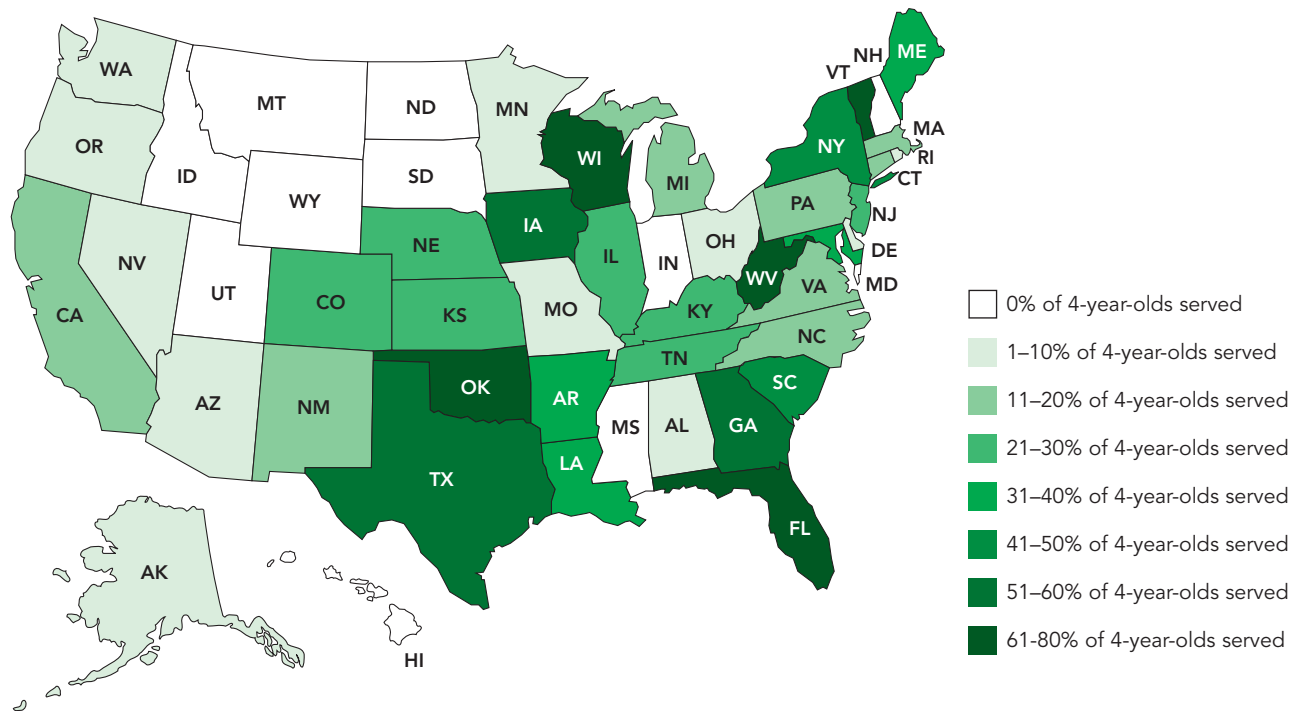 ME
NH
VT
WA
MT
ND
MN
MA
OR
NY
WI
RI
ID
SD
MI
CT
WY
PA
NJ
IA
NE
OH
DE
NV
IL
IN
WV
MD
UT
CO
VA
CA
KS
MO
KY
NC
TN
OK
SC
AZ
NM
AR
MS
AL
GA
LA
TX
FL
AK
HI
0% of 4-year-olds served
1–10% of 4-year-olds served
11–20% of 4-year-olds served
21–30% of 4-year-olds served
31–40% of 4-year-olds served
41–50% of 4-year-olds served
51–60% of 4-year-olds served
61-80% of 4-year-olds served